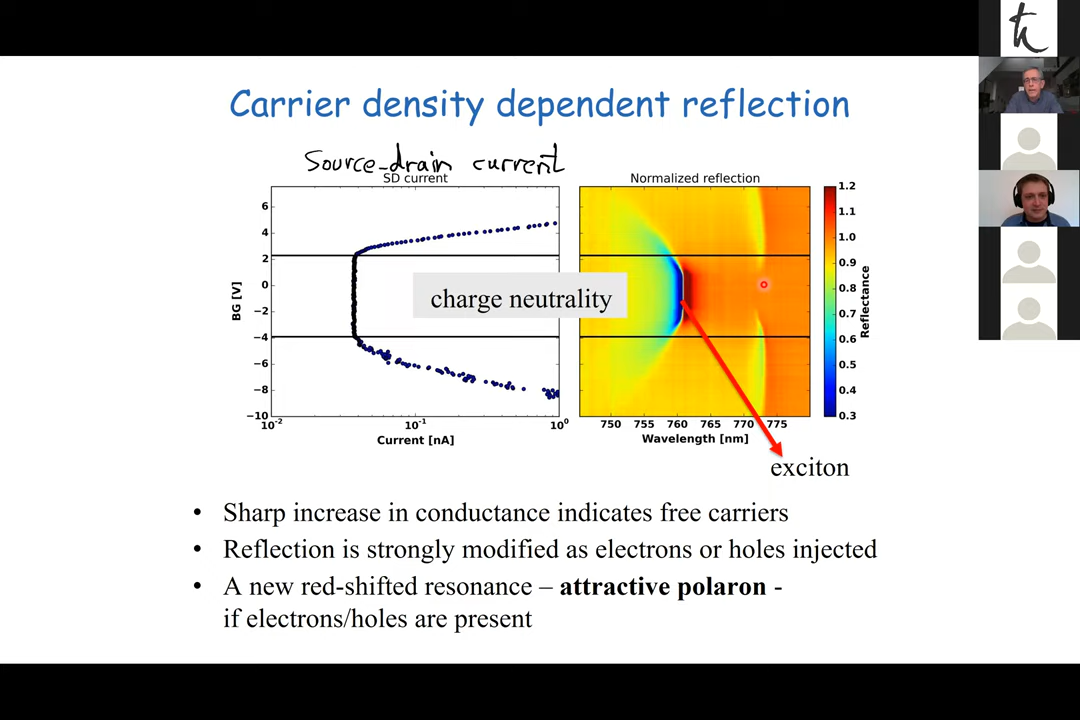 Carrier density dependent reflection
Source-drain current
SD current
Normalized reflection
6
4
2
0
−2
−4
−6
−8
−10
BG [V]
charge neutrality
10⁻²
10⁻¹
10⁰
Current [nA]
750
755
760
765
770
775
Wavelength [nm]
1.2
1.1
1.0
0.9
0.8
0.7
0.6
0.5
0.4
0.3
Reflectance
exciton
• Sharp increase in conductance indicates free carriers
• Reflection is strongly modified as electrons or holes injected
• A new red-shifted resonance – attractive polaron -
if electrons/holes are present